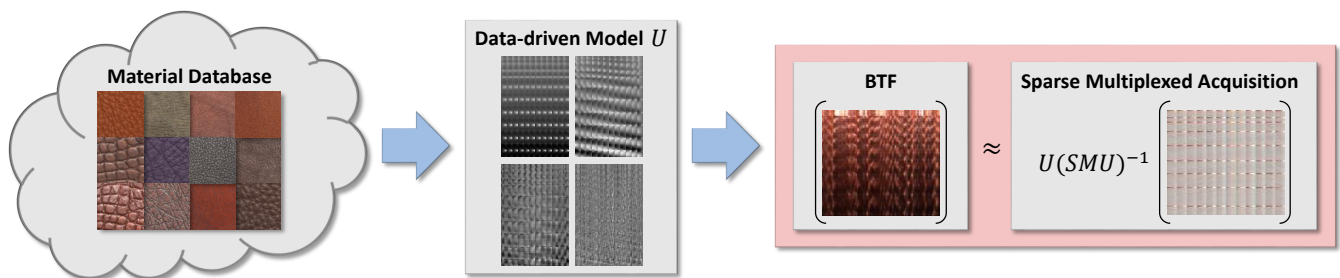 Material Database
Data-driven Model U
BTF
≈
Sparse Multiplexed Acquisition
U(SMU)⁻¹